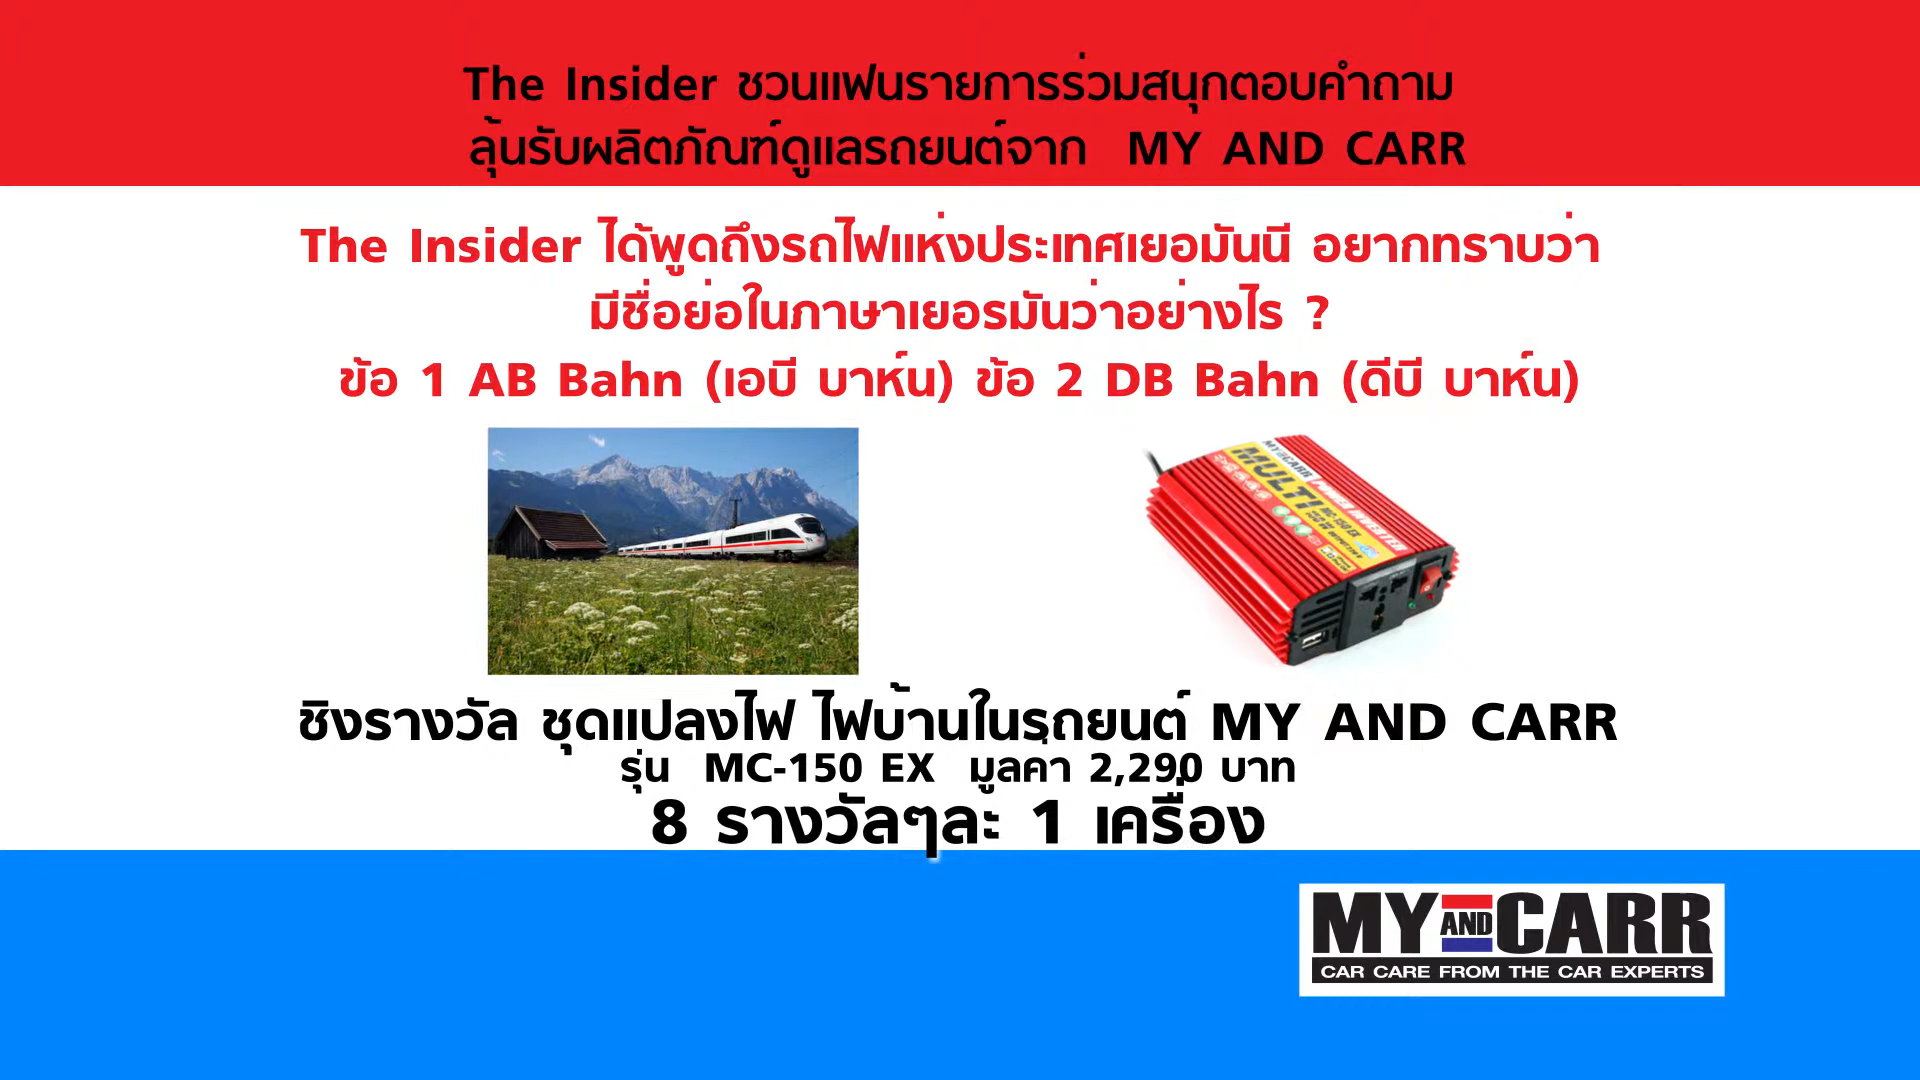 The Insider ชวนแฟนรายการร่วมสนุกตอบคำถาม
ลุ้นรับผลิตภัณฑ์ดูแลรถยนต์จาก MY AND CARR
The Insider ได้พูดถึงรถไฟแห่งประเทศเยอมันนี อยากทราบว่า
มีชื่อย่อในภาษาเยอรมันว่าอย่างไร ?
ข้อ 1 AB Bahn (เอบี บาห์น) ข้อ 2 DB Bahn (ดีบี บาห์น)
MY AND CARR POWER INVERTER
MULTI MC-150 EX
150 W
ชิงรางวัล ชุดแปลงไฟ ไฟบ้านในรถยนต์ MY AND CARR
รุ่น MC-150 EX มูลค่า 2,290 บาท
8 รางวัลๆละ 1 เครื่อง
MY AND CARR
CAR CARE FROM THE CAR EXPERTS